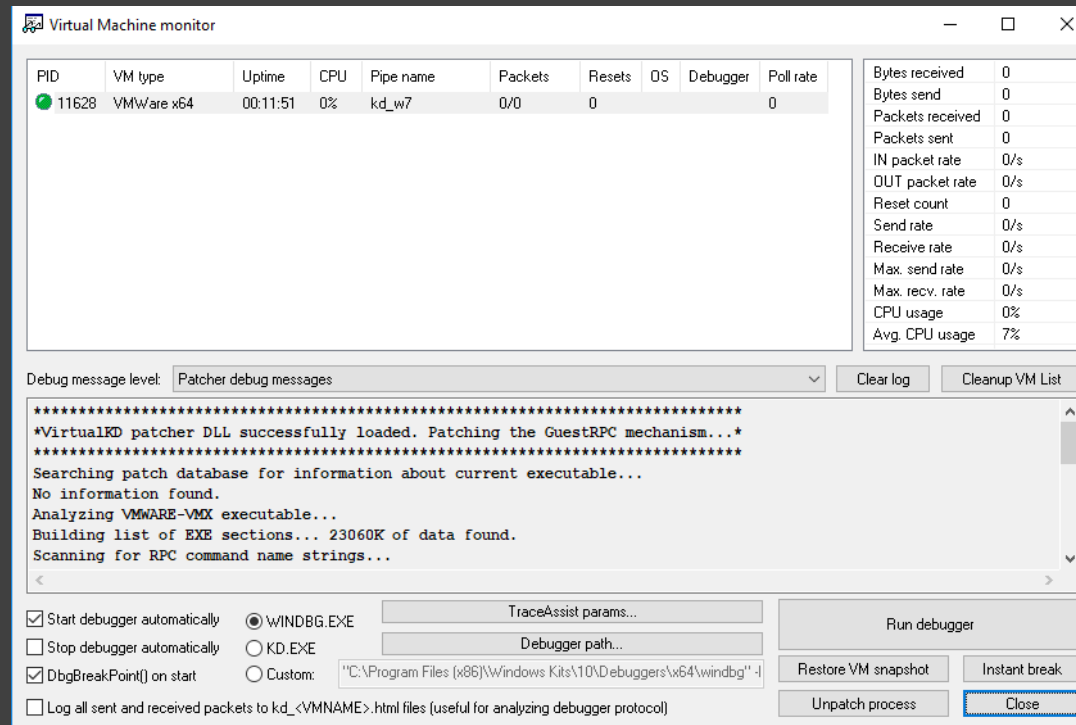 Virtual Machine monitor
PID VM type Uptime CPU Pipe name Packets Resets OS Debugger Poll rate
11628 VMWare x64 00:11:51 0% kd_w7 0/0 0 0
Bytes received 0
Bytes send 0
Packets received 0
Packets sent 0
IN packet rate 0/s
OUT packet rate 0/s
Reset count 0
Send rate 0/s
Receive rate 0/s
Max. send rate 0/s
Max. recv. rate 0/s
CPU usage 0%
Avg. CPU usage 7%
Debug message level: Patcher debug messages Clear log Cleanup VM List
*******************************************************************************
*VirtualKD patcher DLL successfully loaded. Patching the GuestRPC mechanism...*
*******************************************************************************
Searching patch database for information about current executable...
No information found.
Analyzing VMWARE-VMX executable...
Building list of EXE sections... 23060K of data found.
Scanning for RPC command name strings...
Start debugger automatically WINDBG.EXE TraceAssist params... Run debugger
Stop debugger automatically KD.EXE Debugger path...
DbgBreakPoint() on start Custom: "C:\Program Files (x86)\Windows Kits\10\Debuggers\x64\windbg" Restore VM snapshot Instant break
Log all sent and received packets to kd_<VMNAME>.html files (useful for analyzing debugger protocol) Unpatch process Close